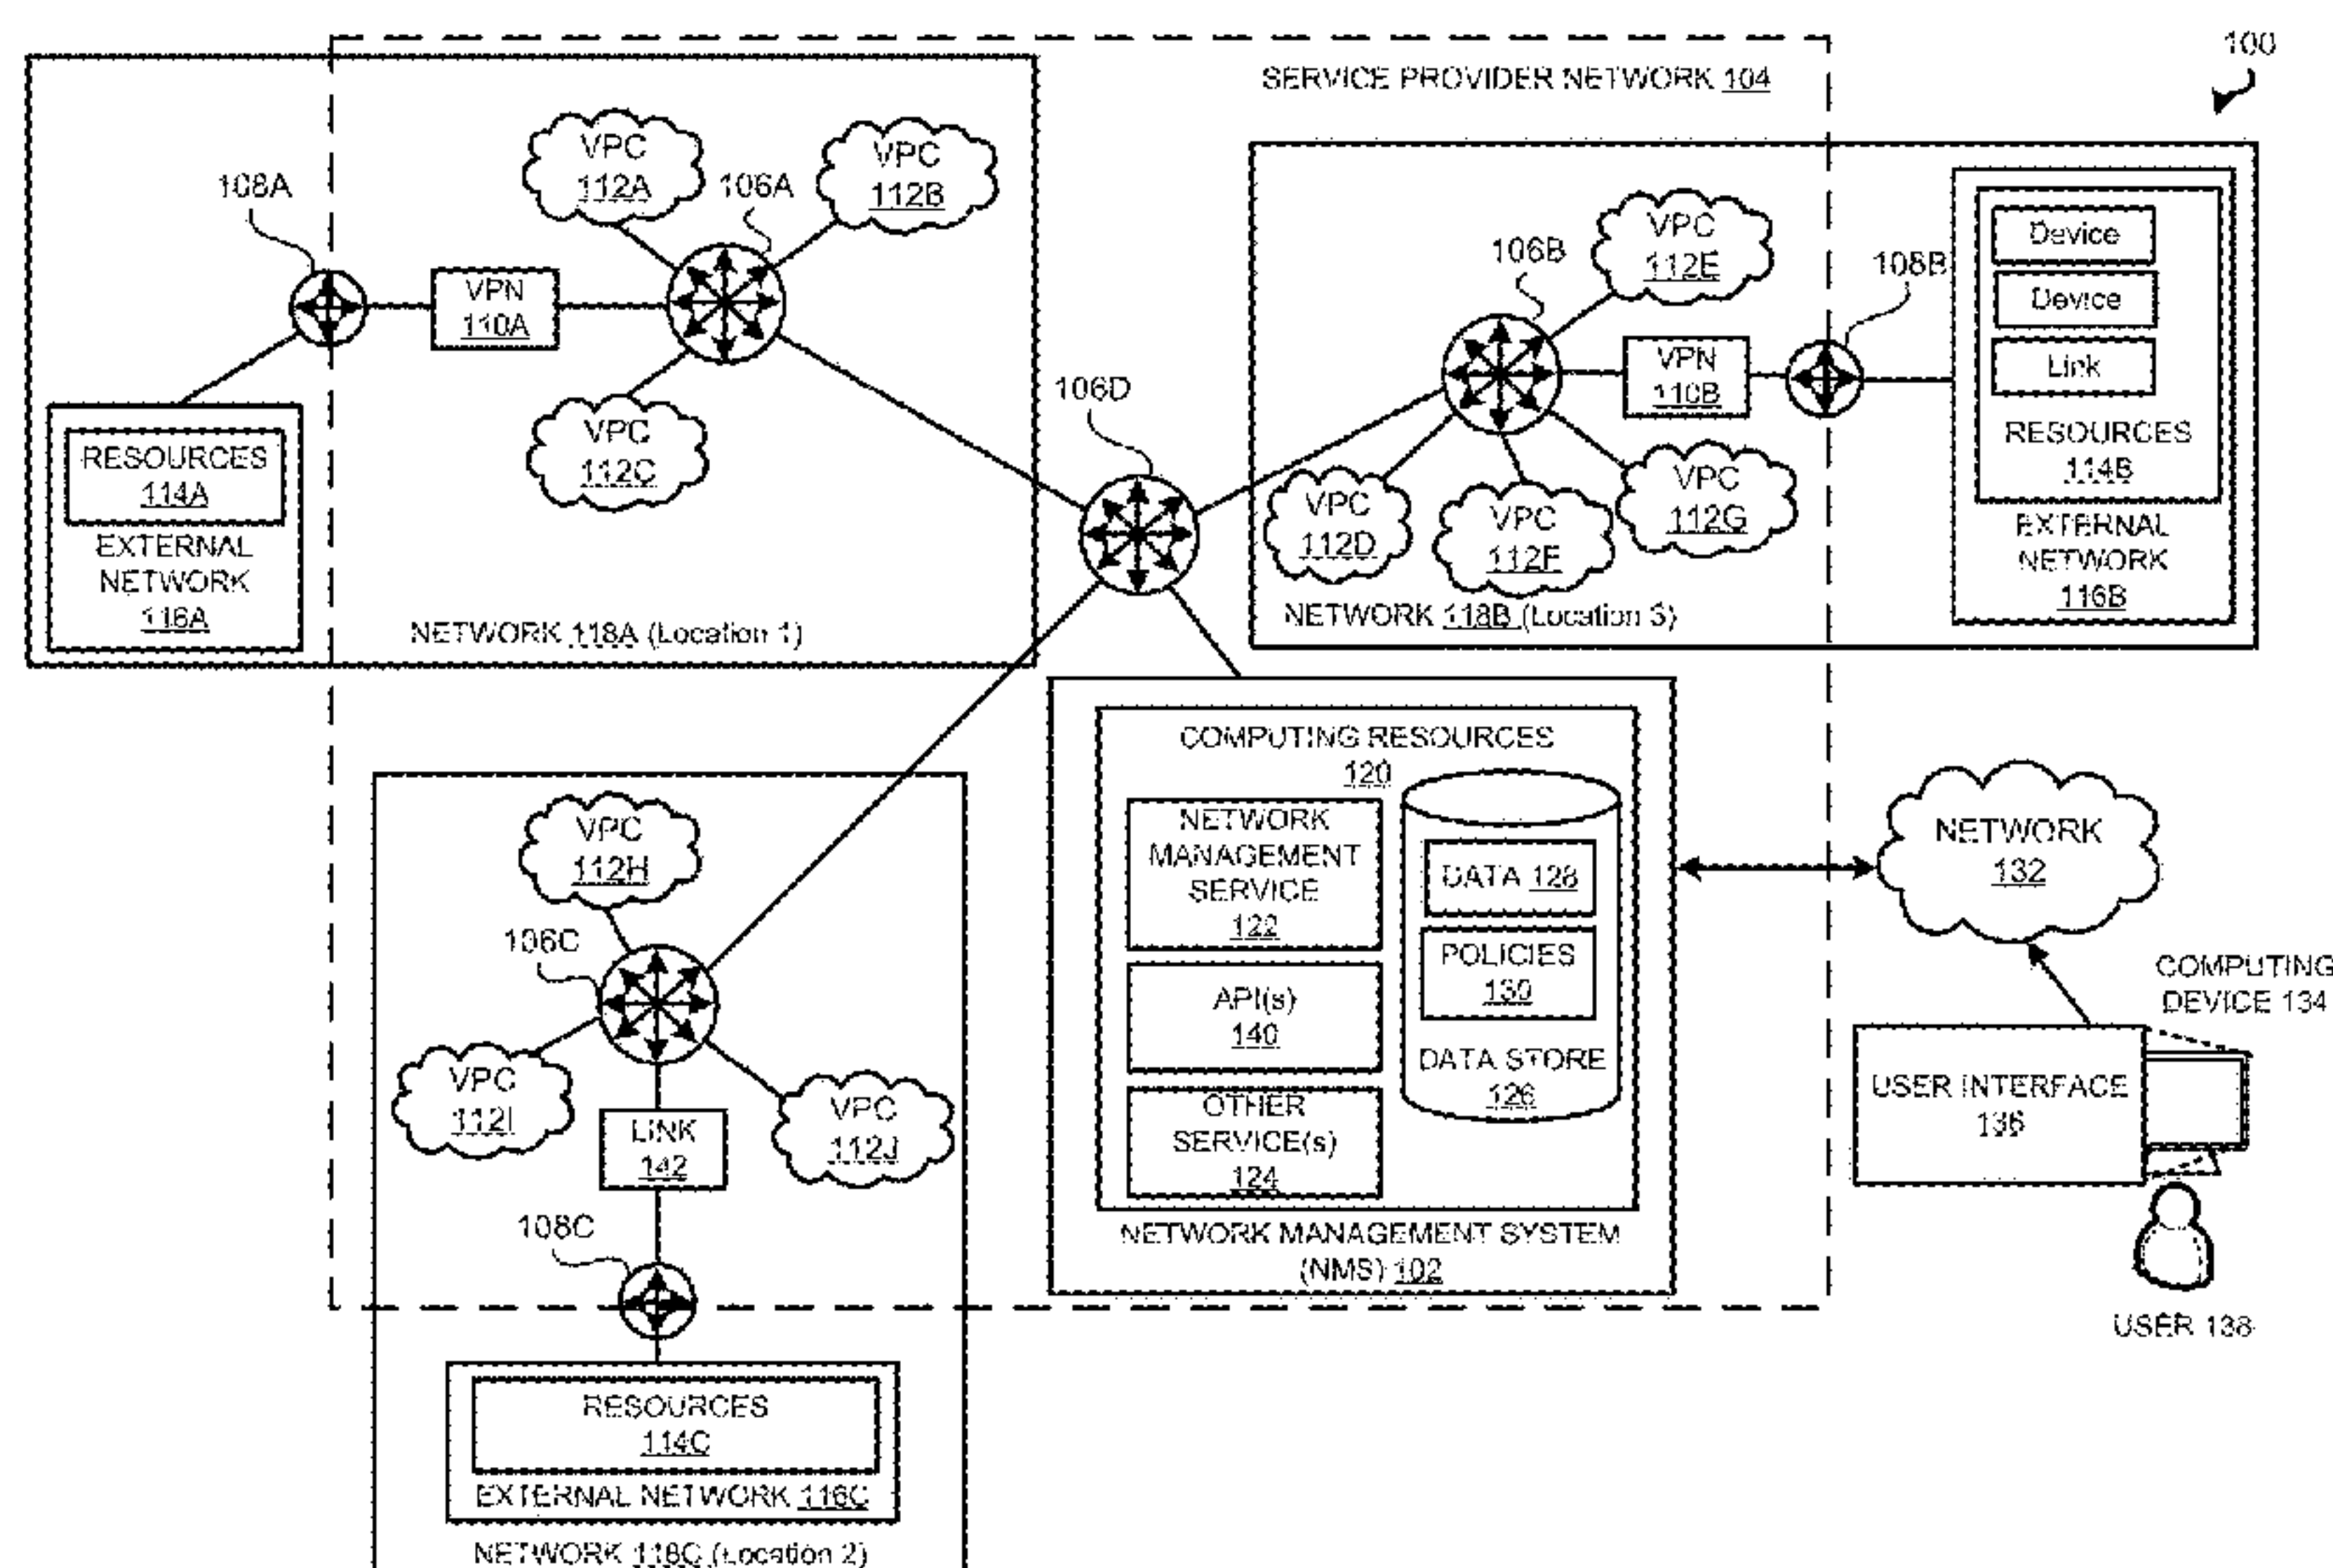 100
SERVICE PROVIDER NETWORK 104
VPC
112A
VPC
112B
108A
106A
VPN
110A
VPC
112C
RESOURCES
114A
EXTERNAL
NETWORK
116A
NETWORK 118A (Location 1)
106D
106B
VPC
112E
108B
VPN
110B
VPC
112D
VPC
112F
VPC
112G
NETWORK 118B (Location 3)
Device
Device
Link
RESOURCES
114B
EXTERNAL
NETWORK
116B
COMPUTING RESOURCES
120
NETWORK
MANAGEMENT
SERVICE
122
API(s)
140
OTHER
SERVICE(s)
124
DATA 128
POLICIES
130
DATA STORE
126
NETWORK MANAGEMENT SYSTEM
(NMS) 102
NETWORK
132
COMPUTING
DEVICE 134
USER INTERFACE
136
USER 138
VPC
112H
106C
VPC
112I
LINK
142
VPC
112J
108C
RESOURCES
114C
EXTERNAL NETWORK 116C
NETWORK 118C (Location 2)